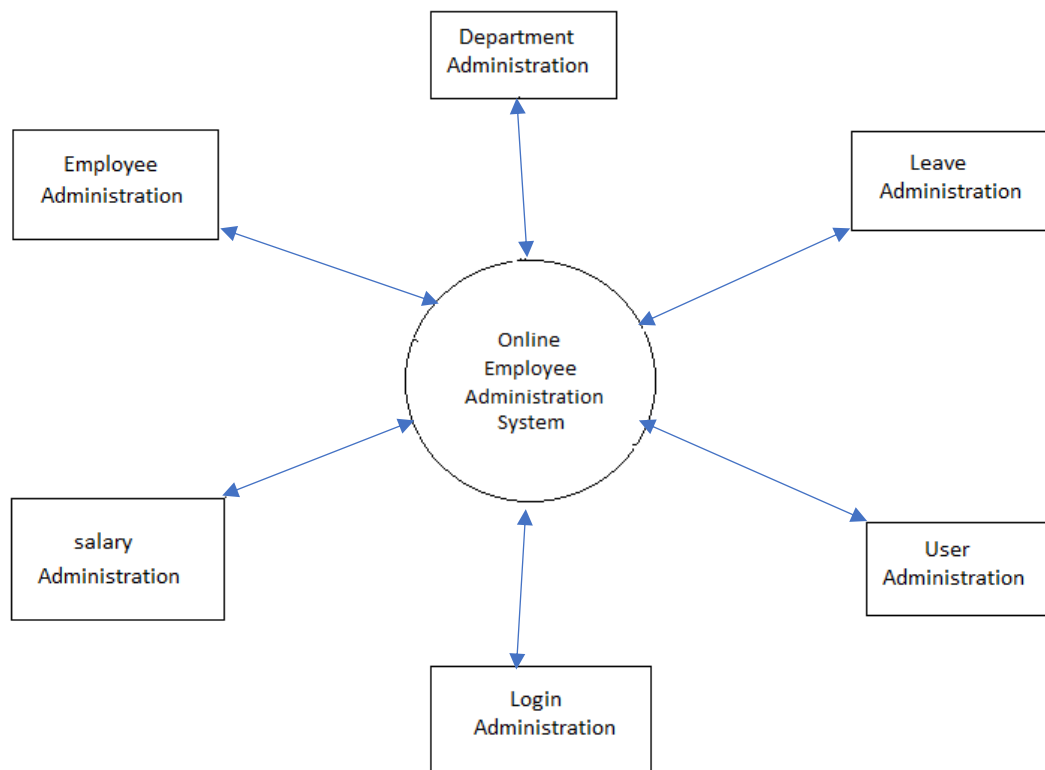 Department
Administration
Employee
Administration
Leave
Administration
Online
Employee
Administration
System
salary
Administration
User
Administration
Login
Administration